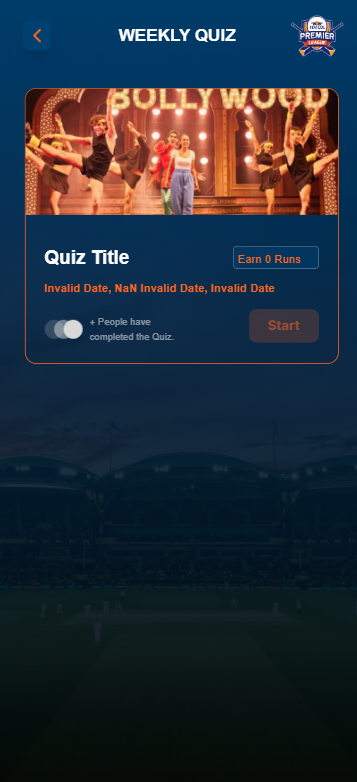 WEEKLY QUIZ
PREMIER
LEAGUE
BOLLYWOOD
Quiz Title
Earn 0 Runs
Invalid Date, NaN Invalid Date, Invalid Date
+ People have
completed the Quiz.
Start